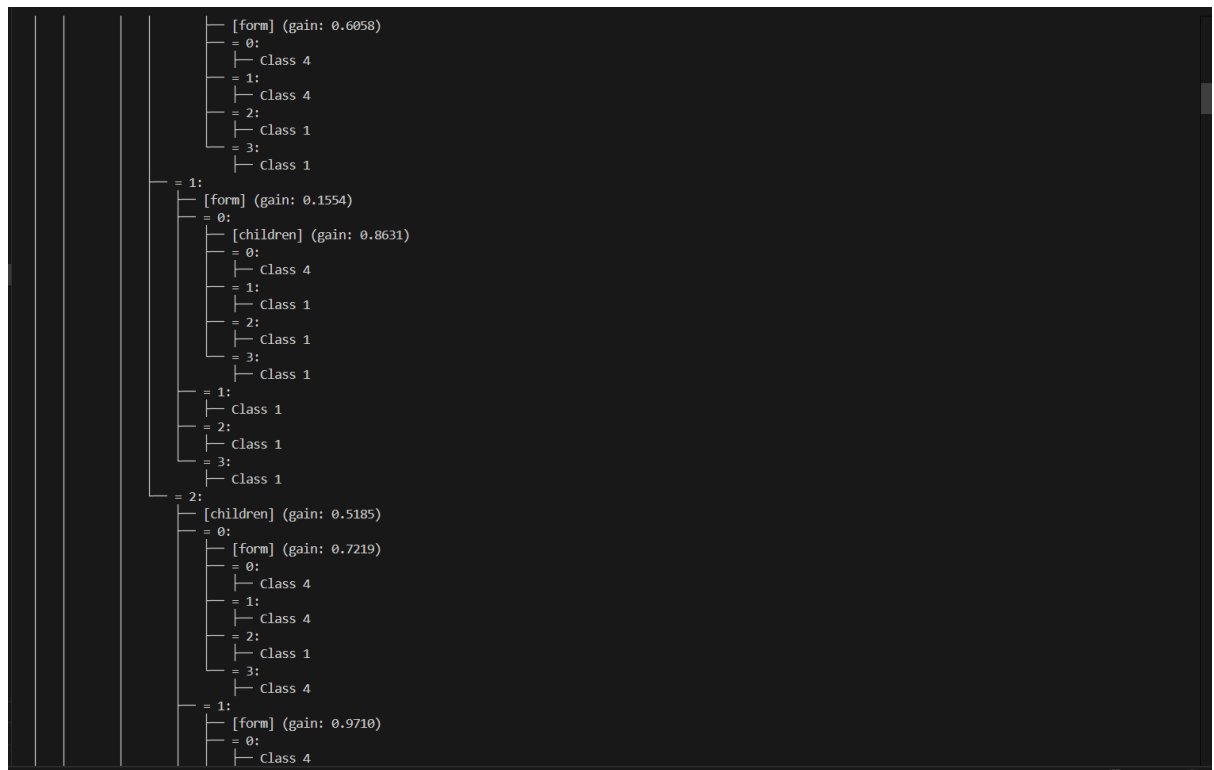 [form] (gain: 0.6058)
= 0:
Class 4
= 1:
Class 4
= 2:
Class 1
= 3:
Class 1
= 1:
[form] (gain: 0.1554)
= 0:
[children] (gain: 0.8631)
= 0:
Class 4
= 1:
Class 1
= 2:
Class 1
= 3:
Class 1
= 1:
Class 1
= 2:
Class 1
= 3:
Class 1
= 2:
[children] (gain: 0.5185)
= 0:
[form] (gain: 0.7219)
= 0:
Class 4
= 1:
Class 4
= 2:
Class 1
= 3:
Class 4
= 1:
[form] (gain: 0.9710)
= 0:
Class 4